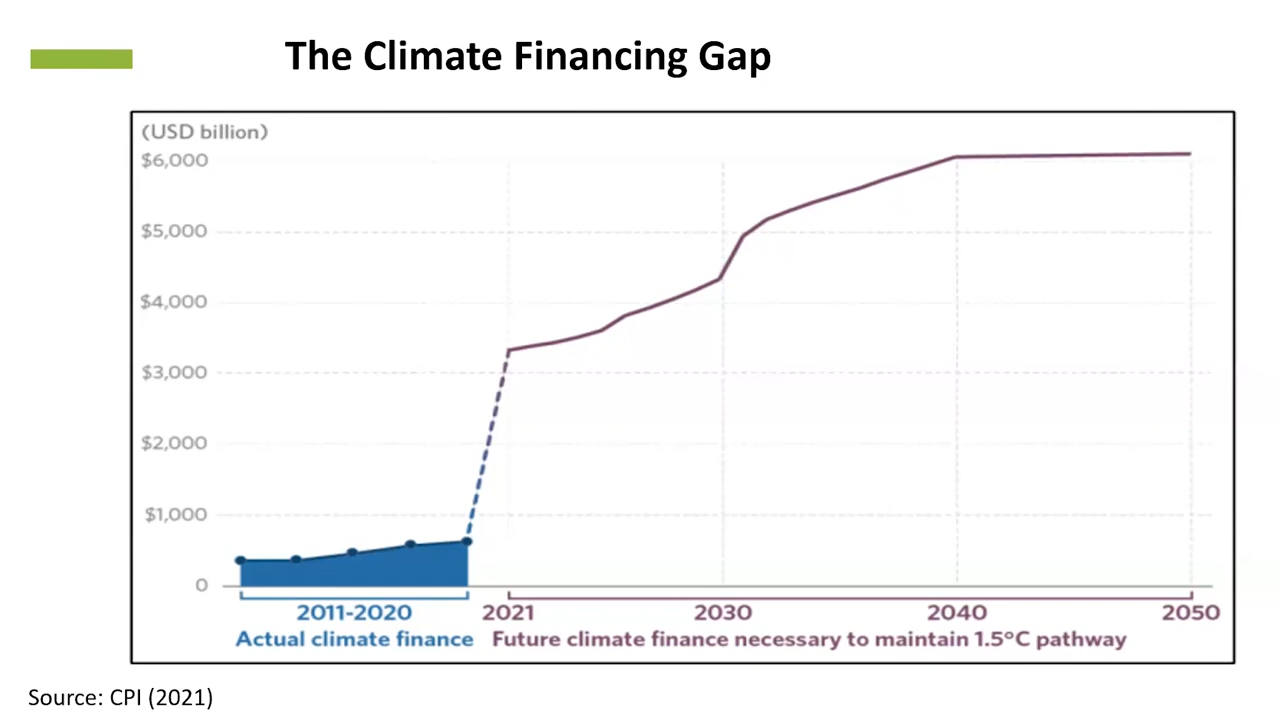 The Climate Financing Gap
(USD billion)
$6,000
$5,000
$4,000
$3,000
$2,000
$1,000
0
2011-2020 2021 2030 2040 2050
Actual climate finance Future climate finance necessary to maintain 1.5°C pathway
Source: CPI (2021)